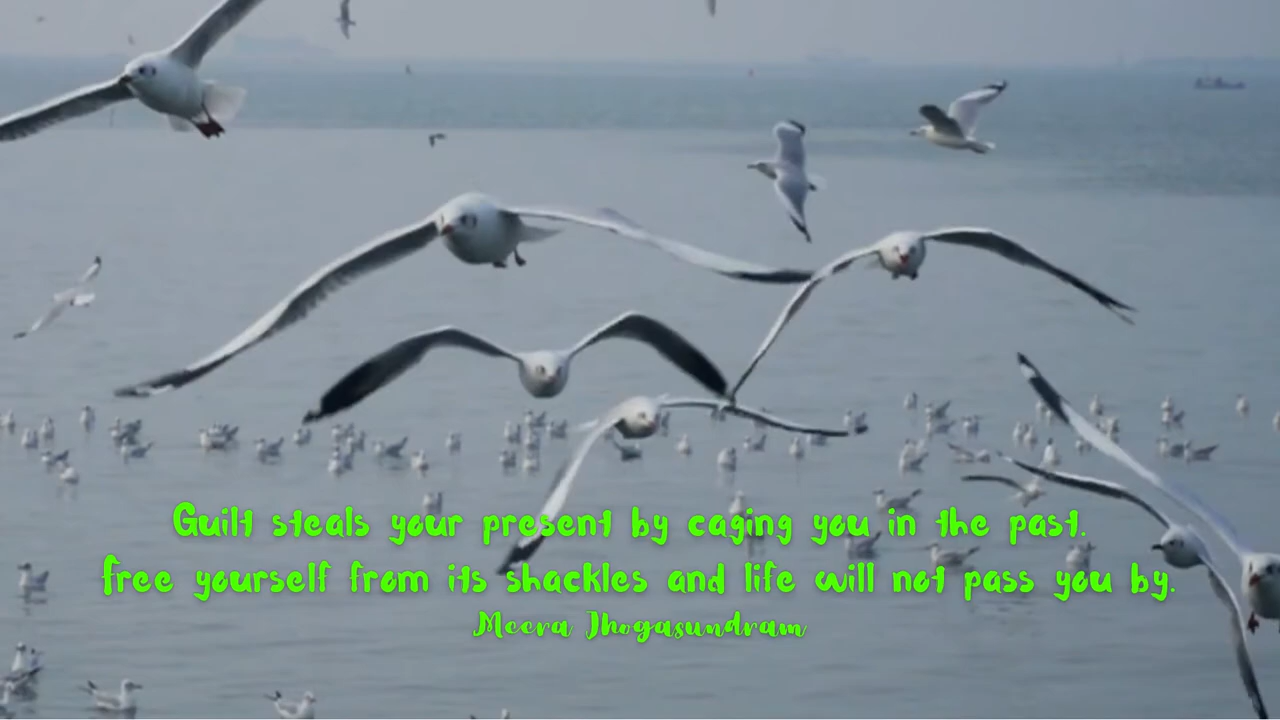 Guilt steals your present by caging you in the past.
free yourself from its shackles and life will not pass you by.
Meera Jhogasundram